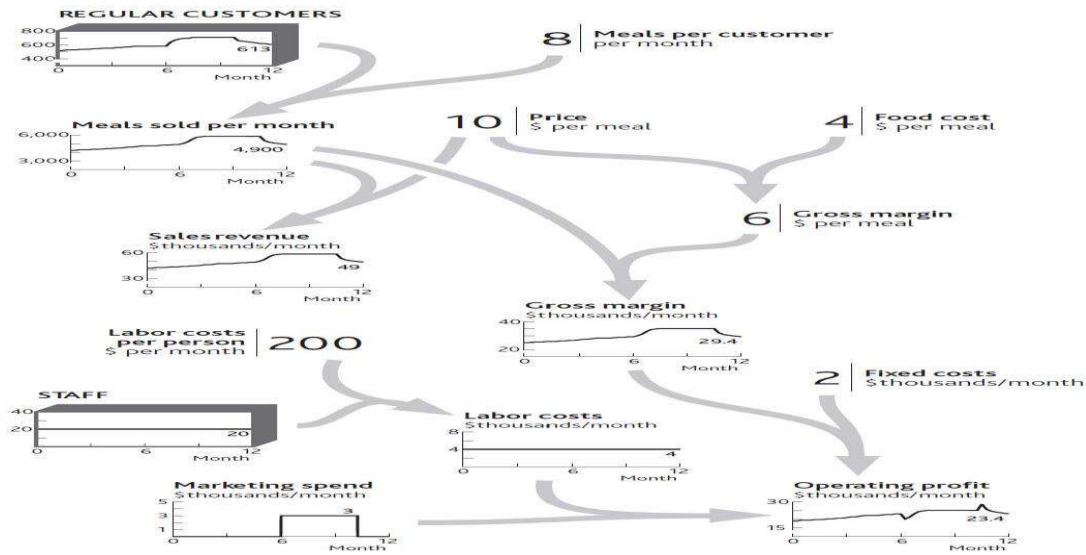 REGULAR CUSTOMERS
800
600
400
613
0 6 12
Month
8 Meals per customer
per month
Meals sold per month
6,000
3,000
4,900
0 6 12
Month
10 Price
$ per meal
4 Food cost
$ per meal
6 Gross margin
$ per meal
Sales revenue
$thousands/month
60
30
49
0 6 12
Month
Gross margin
$thousands/month
40
20
29.4
0 6 12
Month
Labor costs
per person
$ per month
200
2 Fixed costs
$thousands/month
STAFF
40
20
20
0 6 12
Month
Labor costs
$thousands/month
8
4
4
0 6 12
Month
Marketing spend
$thousands/month
5
3
1
3
0 6 12
Month
Operating profit
$thousands/month
30
15
23.4
0 6 12
Month